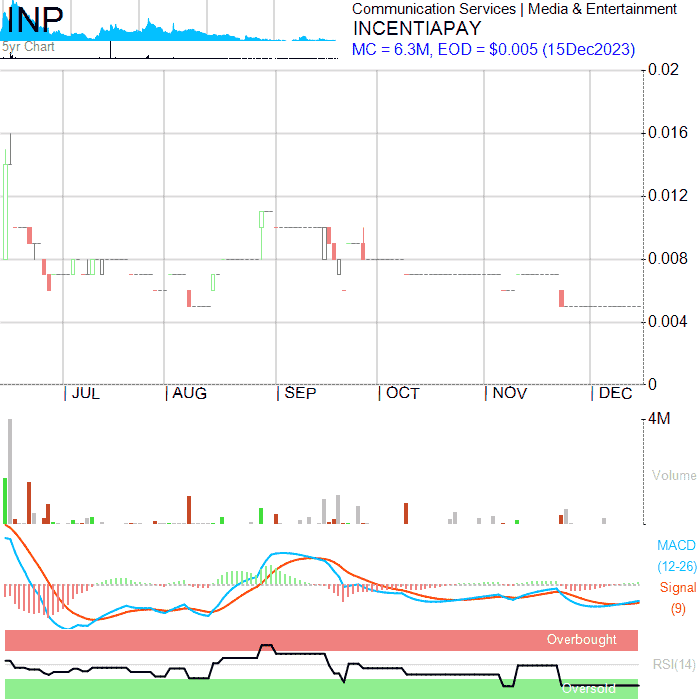 INP
5yr Chart
Communication Services | Media & Entertainment
INCENTIAPAY
MC = 6.3M, EOD = $0.005 (15Dec2023)
0.02
0.016
0.012
0.008
0.004
0
JUL
AUG
SEP
OCT
NOV
DEC
4M
Volume
MACD
(12-26)
Signal
(9)
Overbought
RSI(14)
Oversold